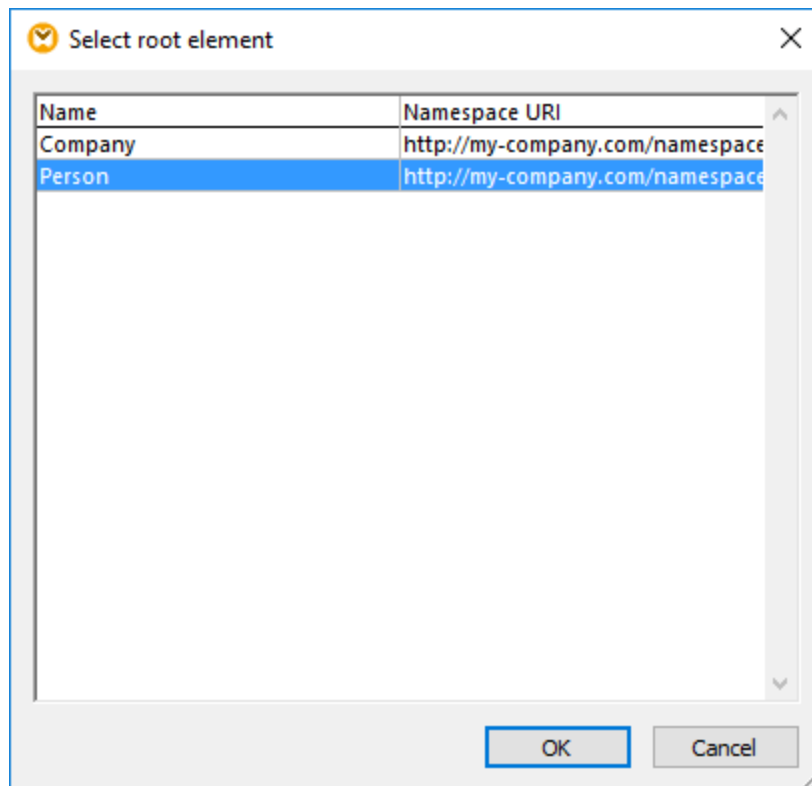 Select root element
Name Namespace URI
Company http://my-company.com/namespace
Person http://my-company.com/namespace
OK Cancel